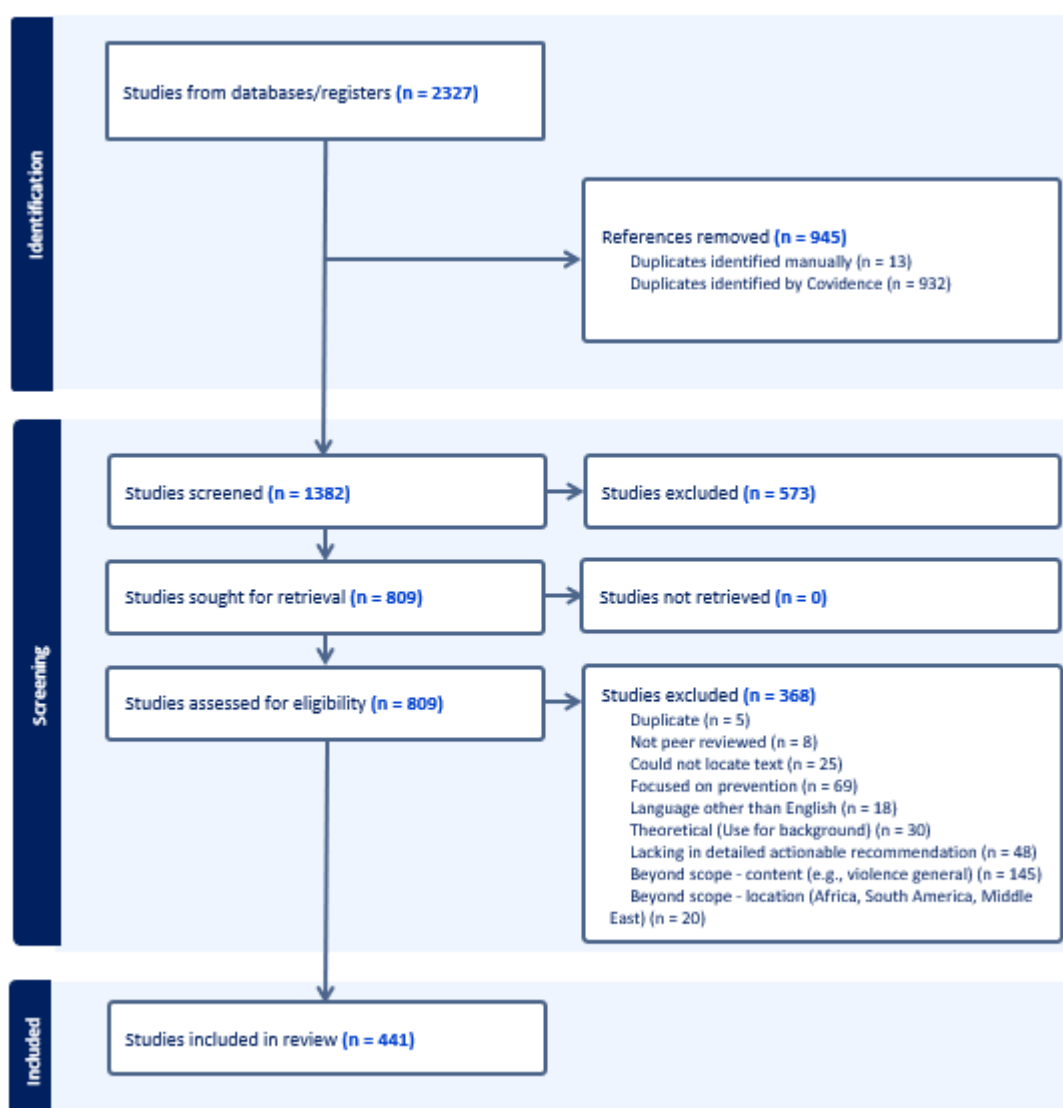 Identification
Studies from databases/registers (n = 2327)
References removed (n = 945)
Duplicates identified manually (n = 13)
Duplicates identified by Covidence (n = 932)
Screening
Studies screened (n = 1382)
Studies excluded (n = 573)
Studies sought for retrieval (n = 809)
Studies not retrieved (n = 0)
Studies assessed for eligibility (n = 809)
Studies excluded (n = 368)
Duplicate (n = 5)
Not peer reviewed (n = 8)
Could not locate text (n = 25)
Focused on prevention (n = 69)
Language other than English (n = 18)
Theoretical (Use for background) (n = 30)
Lacking in detailed actionable recommendation (n = 48)
Beyond scope - content (e.g., violence general) (n = 145)
Beyond scope - location (Africa, South America, Middle
East) (n = 20)
Included
Studies included in review (n = 441)